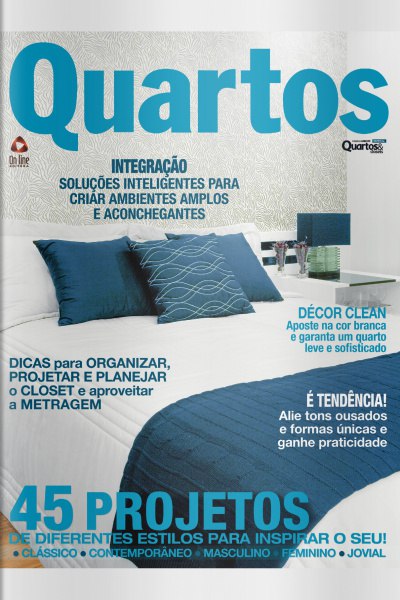 Quartos
On line
EDITORA
Quartos&
closets
INTEGRAÇÃO
SOLUÇÕES INTELIGENTES PARA
CRIAR AMBIENTES AMPLOS
E ACONCHEGANTES
DÉCOR CLEAN
Aposte na cor branca
e garanta um quarto
leve e sofisticado
DICAS para ORGANIZAR,
PROJETAR E PLANEJAR
o CLOSET e aproveitar
a METRAGEM
É TENDÊNCIA!
Alie tons ousados
e formas únicas e
ganhe praticidade
45 PROJETOS
DE DIFERENTES ESTILOS PARA INSPIRAR O SEU!
• CLÁSSICO • CONTEMPORÂNEO • MASCULINO • FEMININO • JOVIAL